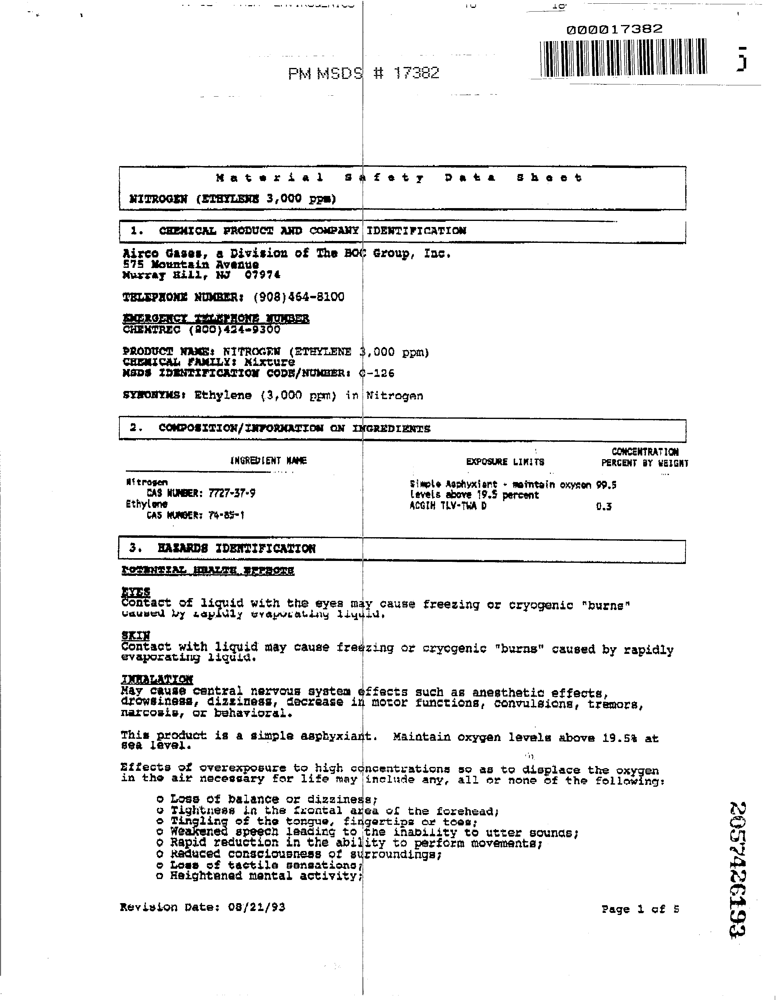 000017382
PM MSDS # 17382
Material Safety Data Sheet
NITROGEN (ETHYLENE 3,000 ppm)
1. CHEMICAL PRODUCT AND COMPANY IDENTIFICATION
Airco Gases, a Division of The BOC Group, Inc.
575 Mountain Avenue
Murray Hill, NJ 07974
TELEPHONE NUMBER: (908)464-8100
EMERGENCY TELEPHONE NUMBER
CHEMTREC (800)424-9300
PRODUCT NAME: NITROGEN (ETHYLENE 3,000 ppm)
CHEMICAL FAMILY: Mixture
MSDS IDENTIFICATION CODE/NUMBER: G-126
SYNONYMS: Ethylene (3,000 ppm) in Nitrogen
2. COMPOSITION/INFORMATION ON INGREDIENTS
INGREDIENT NAME EXPOSURE LIMITS CONCENTRATION PERCENT BY WEIGHT
Nitrogen Simple Asphyxiant - maintain oxygen 99.5
CAS NUMBER: 7727-37-9 levels above 19.5 percent
Ethylene ACGIH TLV-TWA D 0.3
CAS NUMBER: 74-85-1
3. HAZARDS IDENTIFICATION
POTENTIAL HEALTH EFFECTS
EYES
Contact of liquid with the eyes may cause freezing or cryogenic "burns"
caused by rapidly evaporating liquid.
SKIN
Contact with liquid may cause freezing or cryogenic "burns" caused by rapidly
evaporating liquid.
INHALATION
May cause central nervous system effects such as anesthetic effects,
drowsiness, dizziness, decrease in motor functions, convulsions, tremors,
narcosis, or behavioral.
This product is a simple asphyxiant. Maintain oxygen levels above 19.5% at
sea level.
Effects of overexposure to high concentrations so as to displace the oxygen
in the air necessary for life may include any, all or none of the following:
o Loss of balance or dizziness;
o Tightness in the frontal area of the forehead;
o Tingling of the tongue, fingertips or toes;
o Weakened speech leading to the inability to utter sounds;
o Rapid reduction in the ability to perform movements;
o Reduced consciousness of surroundings;
o Loss of tactile sensations;
o Heightened mental activity;
Revision Date: 08/21/93 Page 1 of 5
2057426193